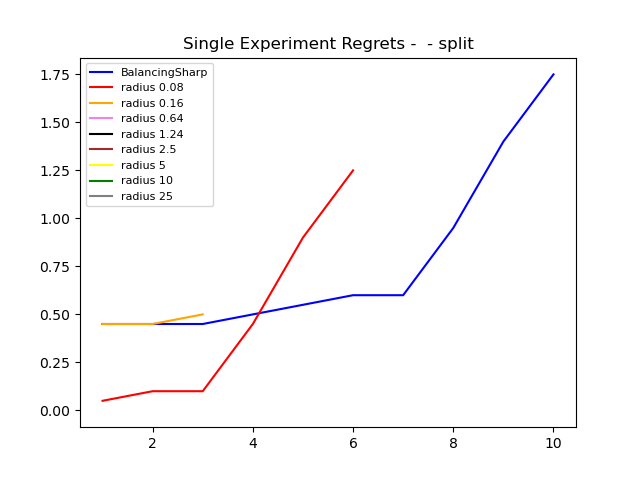 Single Experiment Regrets -  - split
BalancingSharp
radius 0.08
radius 0.16
radius 0.64
radius 1.24
radius 2.5
radius 5
radius 10
radius 25
1.75
1.50
1.25
1.00
0.75
0.50
0.25
0.00
2 4 6 8 10